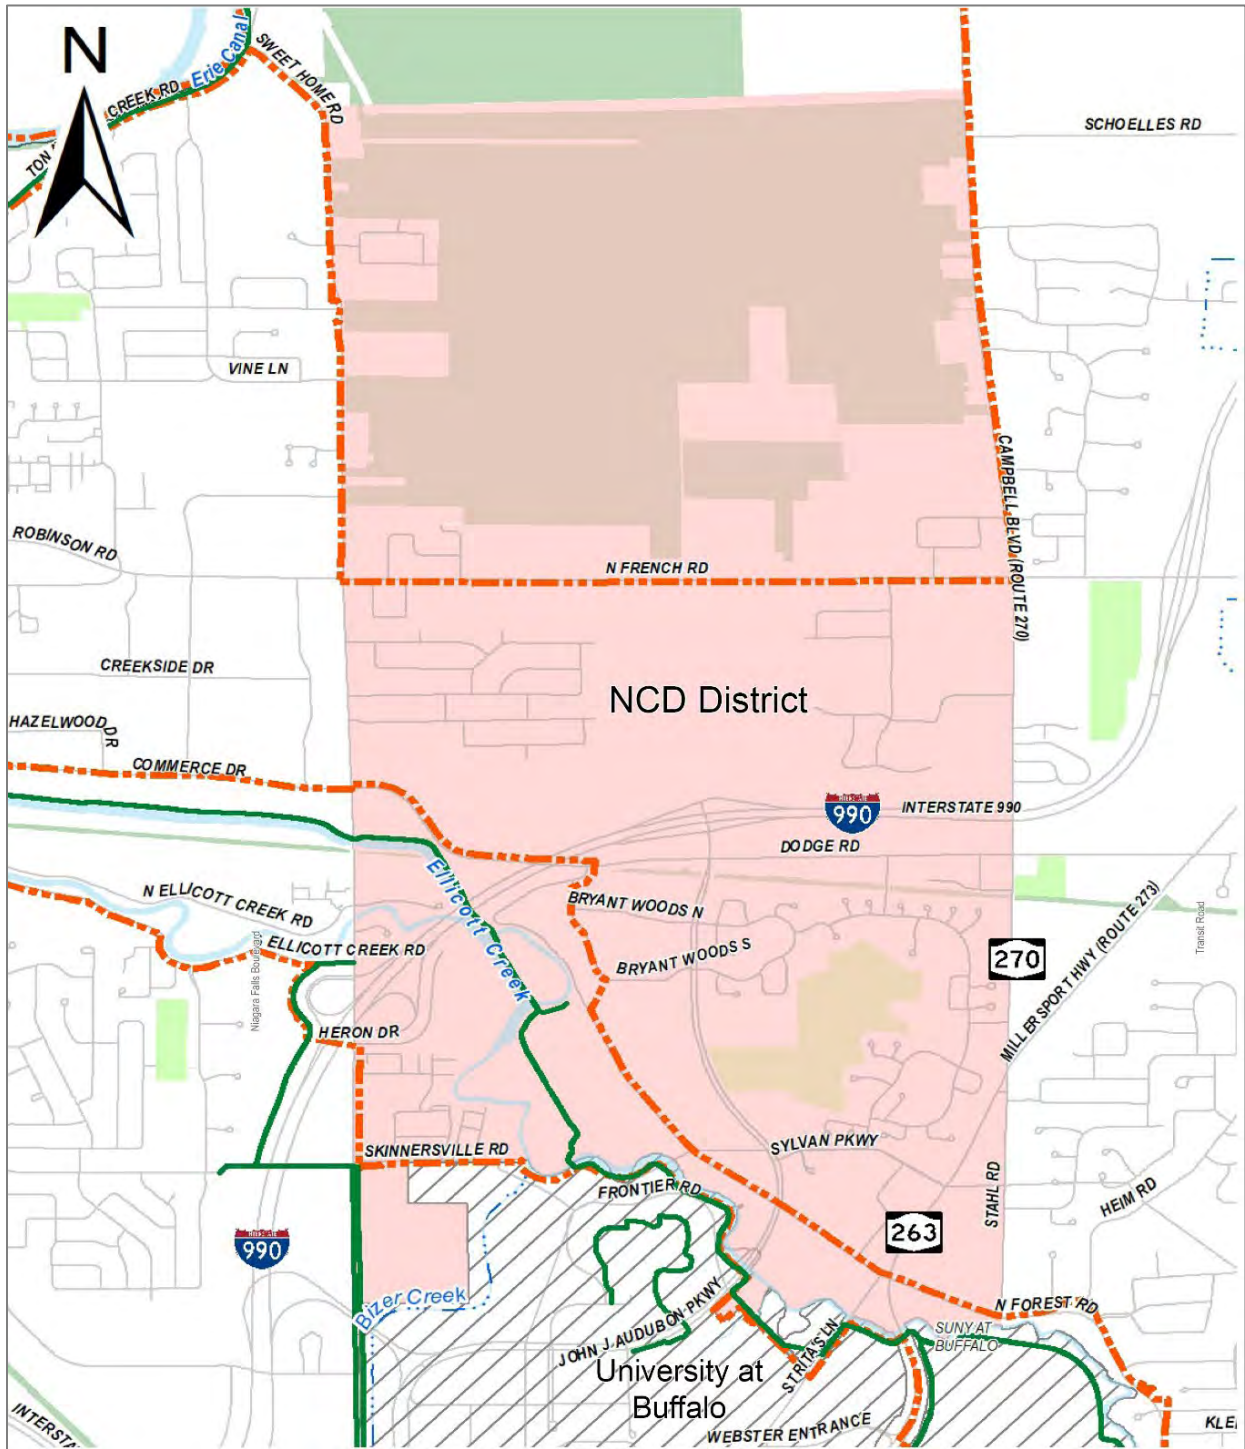 N
Erie Canal
SWEET HOME RD
CREEK RD
TON
SCHOELLES RD
VINE LN
CAMPBELL BLVD (ROUTE 270)
ROBINSON RD
N FRENCH RD
CREEKSIDE DR
NCD District
HAZELWOOD DR
COMMERCE DR
990
INTERSTATE 990
DODGE RD
Ellicott Creek
N ELLICOTT CREEK RD
BRYANT WOODS N
MILLERSPORT HWY (ROUTE 273)
Transit Road
Niagara Falls Boulevard
ELLICOTT CREEK RD
BRYANT WOODS S
270
HERON DR
SKINNERSVILLE RD
SYLVAN PKWY
FRONTIER RD
STAHL RD
HEIM RD
263
990
Bizer Creek
N FOREST RD
JOHN J AUDUBON PKWY
ST RITAS LN
SUNY AT
BUFFALO
University at
Buffalo
WEBSTER ENTRANCE
INTERSTA
KLE